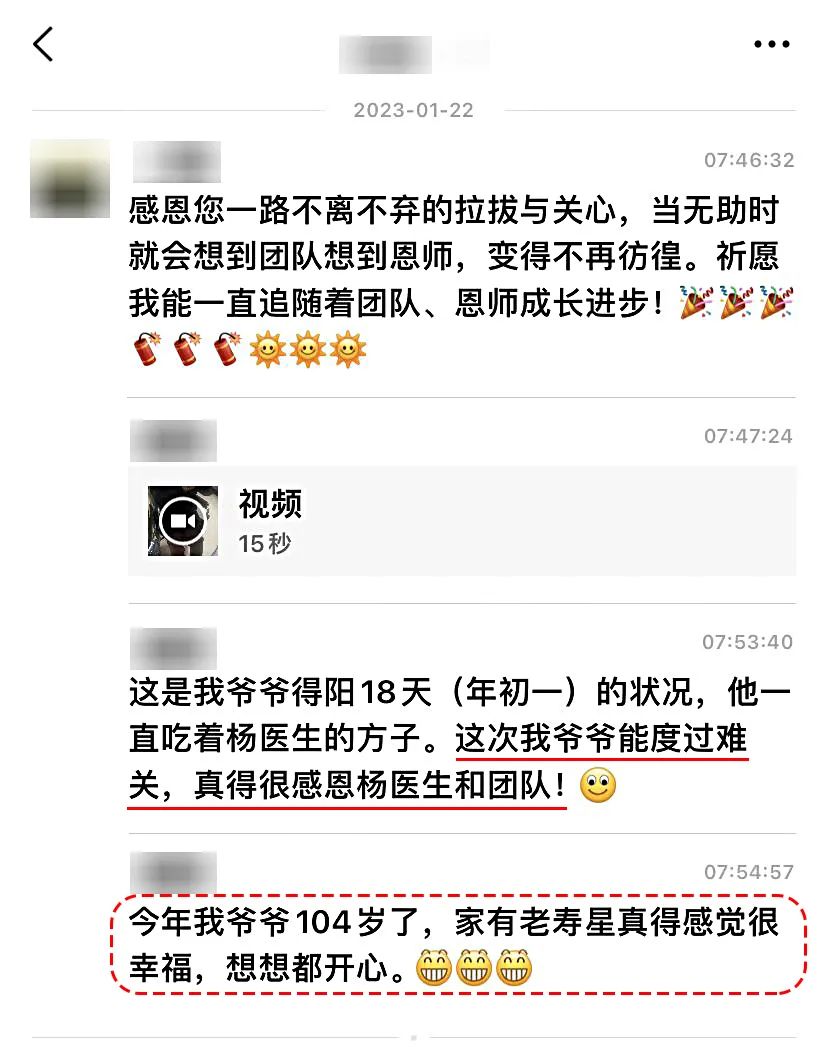 2023-01-22
07:46:32
感恩您一路不离不弃的拉拔与关心，当无助时
就会想到团队想到恩师，变得不再彷徨。祈愿
我能一直追随着团队、恩师成长进步！🎉🎉🎉
🧨🧨🧨🌞🌞🌞
07:47:24
视频
15秒
07:53:40
这是我爷爷得阳18天（年初一）的状况，他一
直吃着杨医生的方子。这次我爷爷能度过难
关，真得很感恩杨医生和团队！🙂
07:54:57
今年我爷爷104岁了，家有老寿星真得感觉很
幸福，想想都开心。😁😁😁